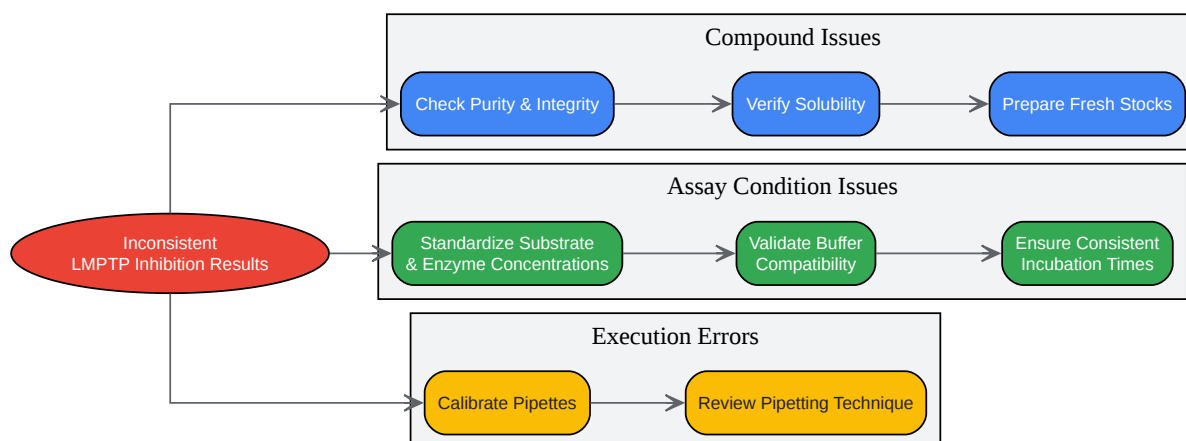 Compound Issues
Check Purity & Integrity
Verify Solubility
Prepare Fresh Stocks
Inconsistent
LMPTP Inhibition Results
Assay Condition Issues
Standardize Substrate
& Enzyme Concentrations
Validate Buffer
Compatibility
Ensure Consistent
Incubation Times
Execution Errors
Calibrate Pipettes
Review Pipetting Technique